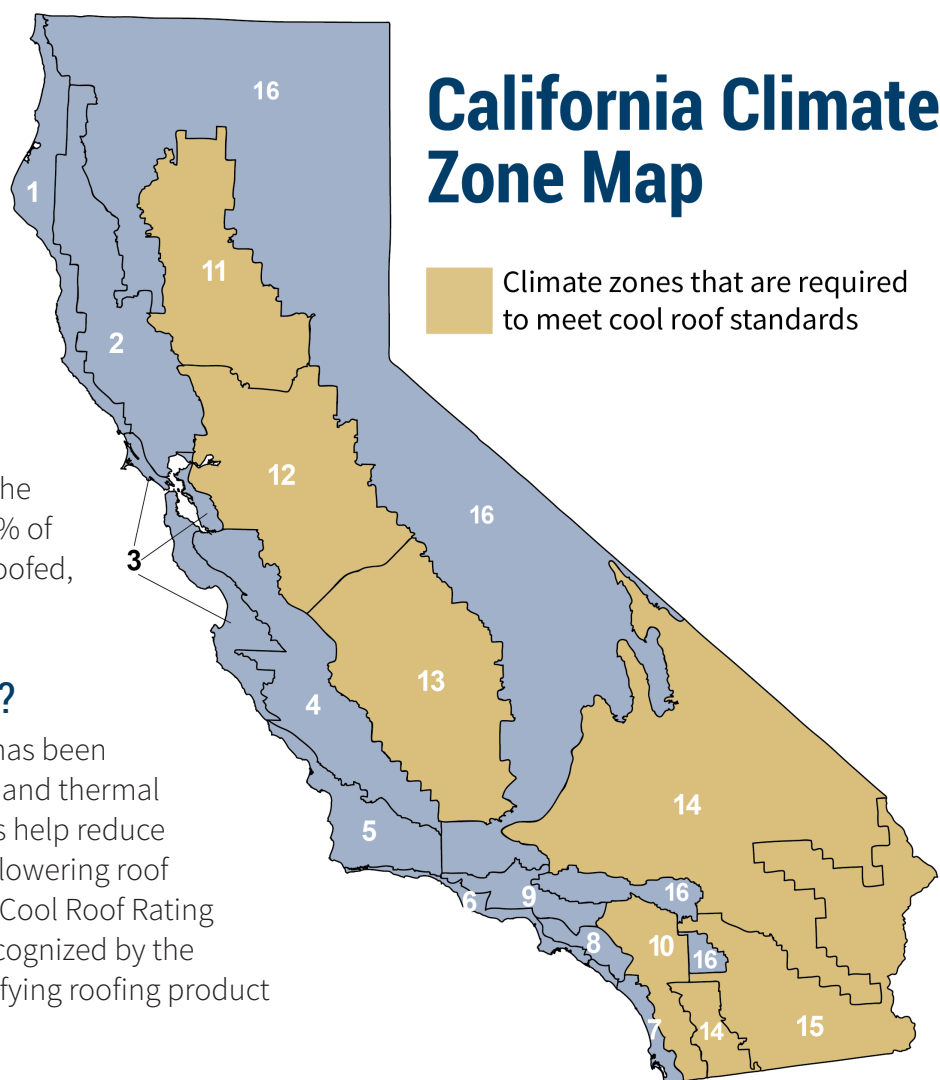 California Climate
Zone Map
Climate zones that are required
to meet cool roof standards
16
1
11
2
12
16
3
13
4
14
5
16
9
6
8
10
16
7
14
15
he
% of
oofed,
?
has been
and thermal
s help reduce
lowering roof
Cool Roof Rating
cognized by the
fying roofing product